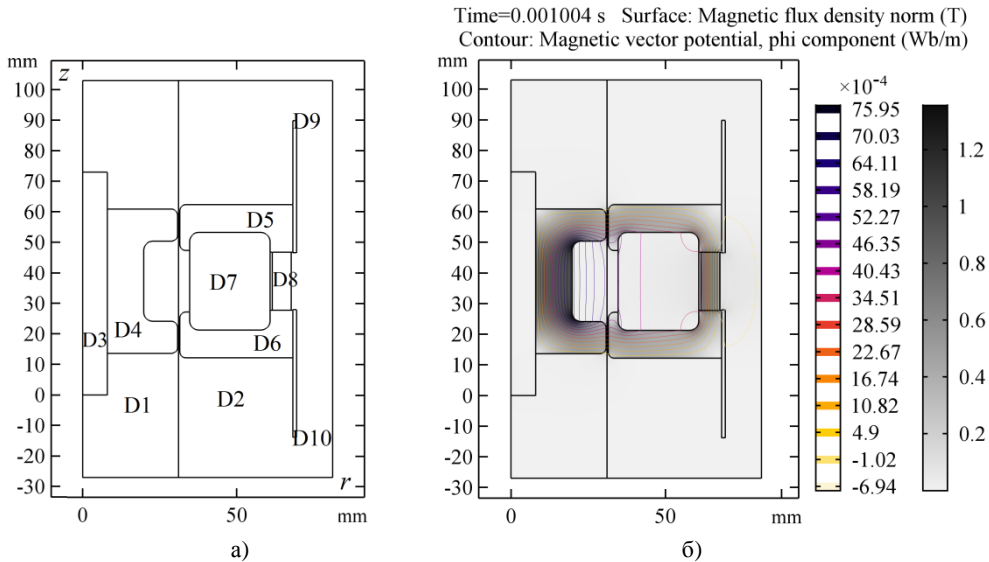 Time=0.001004 s Surface: Magnetic flux density norm (T)
Contour: Magnetic vector potential, phi component (Wb/m)
mm
z
100
90
80
70
60
50
40
30
20
10
0
-10
-20
-30
D9
D5
D7
D8
D3
D4
D6
D1
D2
D10
r
0
50
mm
а)
mm
100
90
80
70
60
50
40
30
20
10
0
-10
-20
-30
0
50
mm
б)
×10⁻⁴
75.95
70.03
64.11
58.19
52.27
46.35
40.43
34.51
28.59
22.67
16.74
10.82
4.9
-1.02
-6.94
1.2
1
0.8
0.6
0.4
0.2